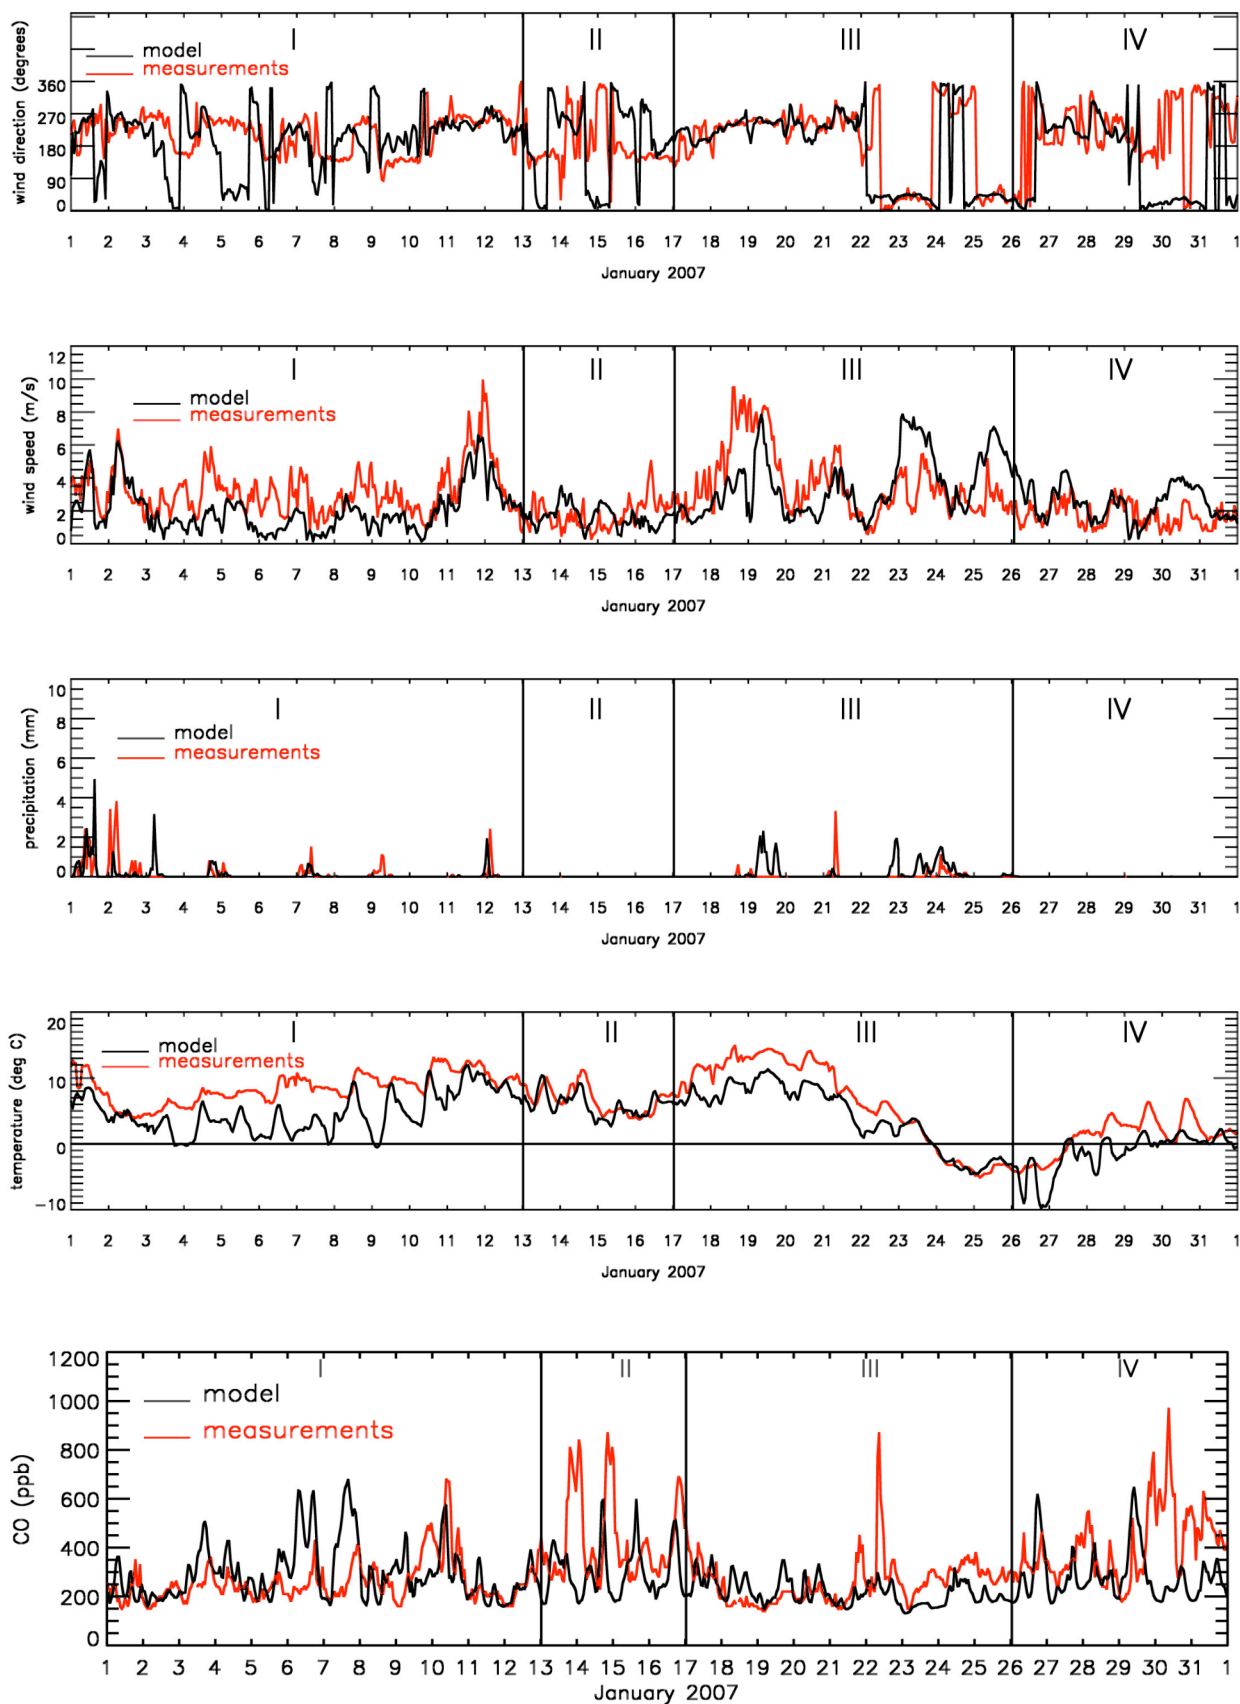 wind direction (degrees)
I II III IV
model
measurements
360
270
180
90
0
1 2 3 4 5 6 7 8 9 10 11 12 13 14 15 16 17 18 19 20 21 22 23 24 25 26 27 28 29 30 31 1
January 2007
wind speed (m/s)
I II III IV
model
measurements
12
10
8
6
4
2
0
1 2 3 4 5 6 7 8 9 10 11 12 13 14 15 16 17 18 19 20 21 22 23 24 25 26 27 28 29 30 31 1
January 2007
precipitation (mm)
I II III IV
model
measurements
10
8
6
4
2
0
1 2 3 4 5 6 7 8 9 10 11 12 13 14 15 16 17 18 19 20 21 22 23 24 25 26 27 28 29 30 31 1
January 2007
temperature (deg C)
I II III IV
model
measurements
20
10
0
-10
1 2 3 4 5 6 7 8 9 10 11 12 13 14 15 16 17 18 19 20 21 22 23 24 25 26 27 28 29 30 31 1
January 2007
CO (ppb)
I II III IV
model
measurements
1200
1000
800
600
400
200
0
1 2 3 4 5 6 7 8 9 10 11 12 13 14 15 16 17 18 19 20 21 22 23 24 25 26 27 28 29 30 31 1
January 2007